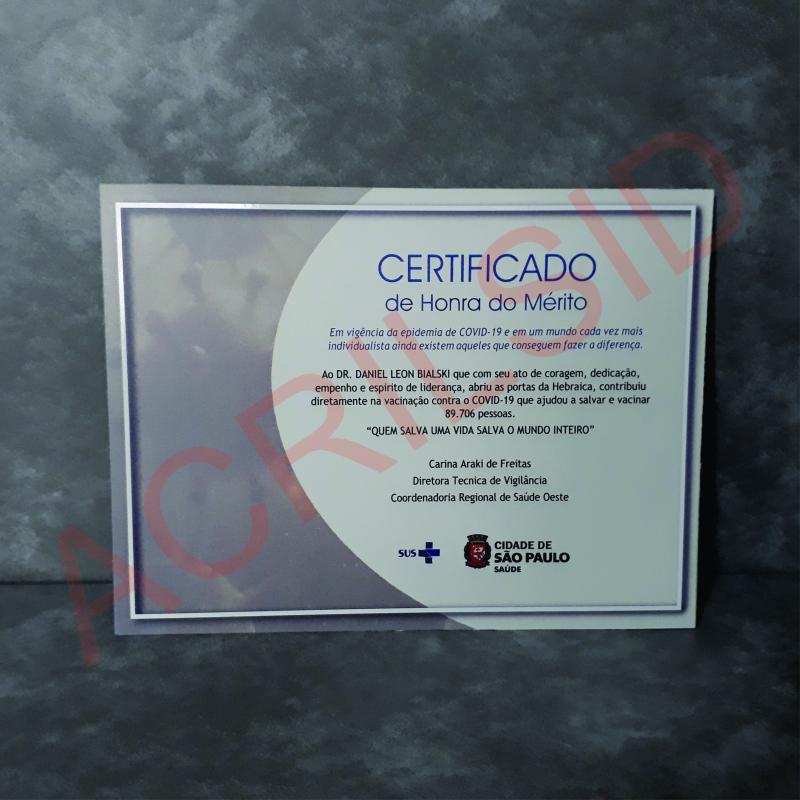 CERTIFICADO
de Honra do Mérito
Em vigência da epidemia de COVID-19 e em um mundo cada vez mais
individualista ainda existem aqueles que conseguem fazer a diferença.
Ao DR. DANIEL LEON BIALSKI que com seu ato de coragem, dedicação,
empenho e espirito de liderança, abriu as portas da Hebraica, contribuiu
diretamente na vacinação contra o COVID-19 que ajudou a salvar e vacinar
89.706 pessoas.
“QUEM SALVA UMA VIDA SALVA O MUNDO INTEIRO”
Carina Araki de Freitas
Diretora Tecnica de Vigilância
Coordenadoria Regional de Saúde Oeste
SUS
CIDADE DE
SÃO PAULO
SAÚDE
ACRIL SID